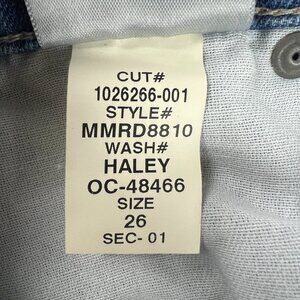 CUT#
1026266-001
STYLE#
MMRD8810
WASH#
HALEY
OC-48466
SIZE
26
SEC- 01